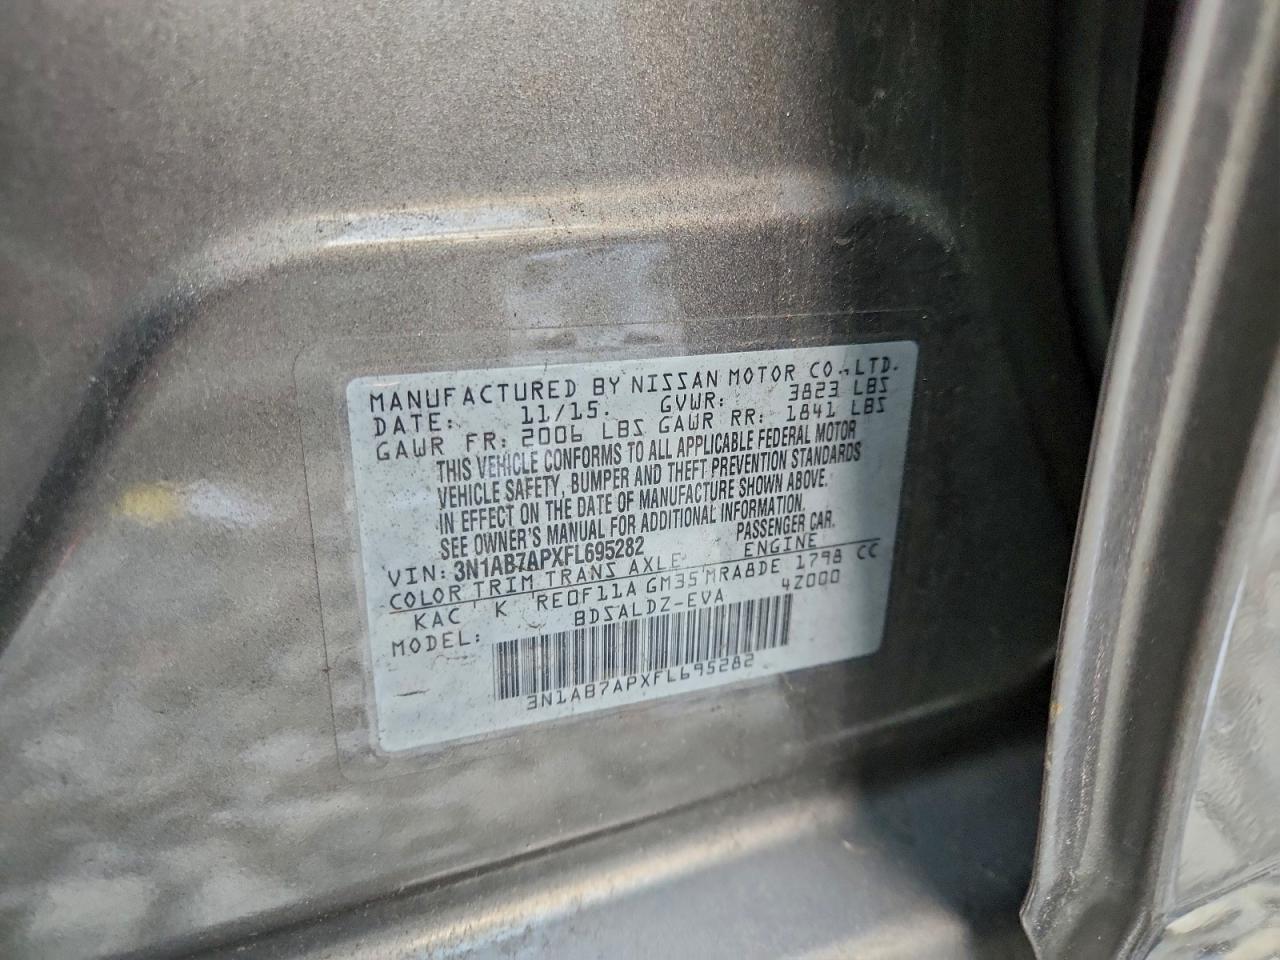 MANUFACTURED BY NISSAN MOTOR CO.,LTD.
DATE: 11/15. GVWR: 3823 LBS
GAWR FR: 2006 LBS GAWR RR: 1841 LBS
THIS VEHICLE CONFORMS TO ALL APPLICABLE FEDERAL MOTOR
VEHICLE SAFETY, BUMPER AND THEFT PREVENTION STANDARDS
IN EFFECT ON THE DATE OF MANUFACTURE SHOWN ABOVE.
SEE OWNER'S MANUAL FOR ADDITIONAL INFORMATION.
VIN: 3N1AB7APXFL695282 PASSENGER CAR.
COLOR TRIM TRANS AXLE ENGINE
KAC K RE0F11A GM35 MRA8DE 1798 CC
MODEL: BDSALDZ-EVA 4Z000
3N1AB7APXFL695282